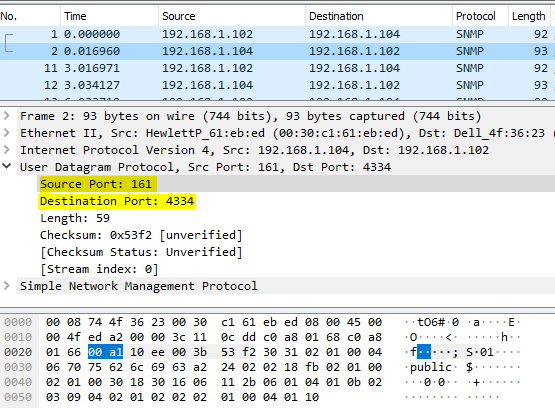 No. Time Source Destination Protocol Length
1 0.000000 192.168.1.102 192.168.1.104 SNMP 92
2 0.016960 192.168.1.104 192.168.1.102 SNMP 93
11 3.016971 192.168.1.102 192.168.1.104 SNMP 92
12 3.034127 192.168.1.104 192.168.1.102 SNMP 93
Frame 2: 93 bytes on wire (744 bits), 93 bytes captured (744 bits)
Ethernet II, Src: HewlettP_61:eb:ed (00:30:c1:61:eb:ed), Dst: Dell_4f:36:23 (
Internet Protocol Version 4, Src: 192.168.1.104, Dst: 192.168.1.102
User Datagram Protocol, Src Port: 161, Dst Port: 4334
Source Port: 161
Destination Port: 4334
Length: 59
Checksum: 0x53f2 [unverified]
[Checksum Status: Unverified]
[Stream index: 0]
Simple Network Management Protocol
0000 00 08 74 4f 36 23 00 30 c1 61 eb ed 08 00 45 00 ··tO6#·0 ·a····E·
0010 00 4f ed a2 00 00 3c 11 0c dd c0 a8 01 68 c0 a8 ·O····<· ·····h··
0020 01 66 00 a1 10 ee 00 3b 53 f2 30 31 02 01 00 04 ·f·····; S·01····
0030 06 70 75 62 6c 69 63 a2 24 02 02 18 fb 02 01 00 ·public· $·······
0040 02 01 00 30 18 30 16 06 11 2b 06 01 04 01 0b 02 ···0·0·· ·+······
0050 03 09 04 02 01 02 02 02 01 00 04 01 10